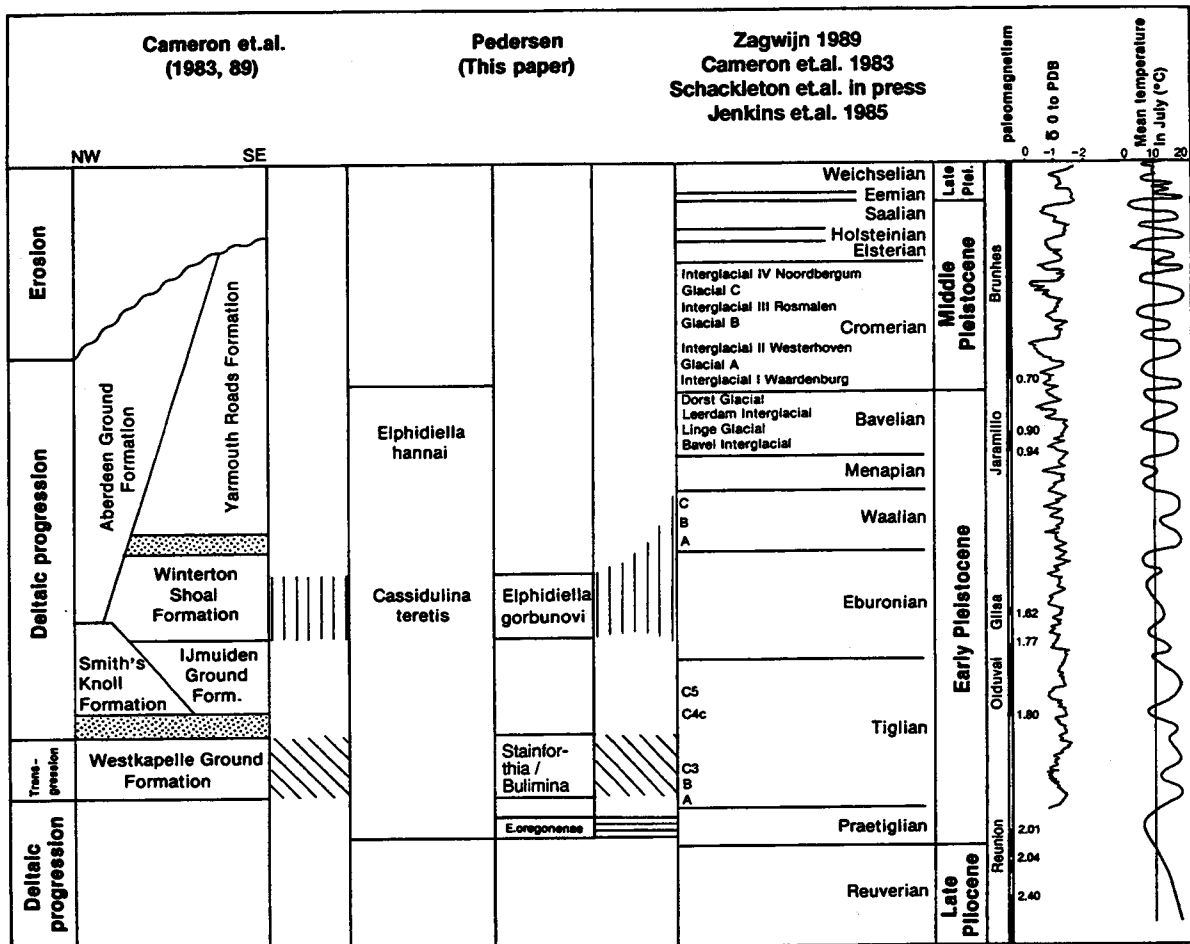 Cameron et.al.
(1983, 89)
Pedersen
(This paper)
Zagwijn 1989
Cameron et.al. 1983
Schackleton et.al. in press
Jenkins et.al. 1985
paleomagnetism
δ 0 to PDB
Mean temperature
in July (°C)
NW
SE
0
-1
-2
0
10
20
Erosion
Deltaic progression
Trans-
gression
Deltaic
progression
Aberdeen Ground
Formation
Yarmouth Roads Formation
Winterton
Shoal
Formation
Smith's
Knoll
Formation
IJmuiden
Ground
Form.
Westkapelle Ground
Formation
Elphidiella
hannai
Cassidulina
teretis
Elphidiella
gorbunovi
Stainfor-
thia /
Bulimina
E.oregonense
Weichselian
Eemian
Saalian
Holsteinian
Elsterian
Interglacial IV Noordbergum
Glacial C
Interglacial III Rosmalen
Glacial B
Cromerian
Interglacial II Westerhoven
Glacial A
Interglacial I Waardenburg
Dorst Glacial
Leerdam Interglacial
Bavelian
Linge Glacial
Bavel Interglacial
Menapian
C
Waalian
B
A
Eburonian
C5
C4c
Tiglian
C3
B
A
Praetiglian
Reuverian
Late
Plei.
Middle
Pleistocene
Early Pleistocene
Late
Pliocene
Brunhes
Jaramillo
Gilsa
Olduvai
Reunion
0.70
0.90
0.94
1.62
1.77
1.80
2.01
2.04
2.40